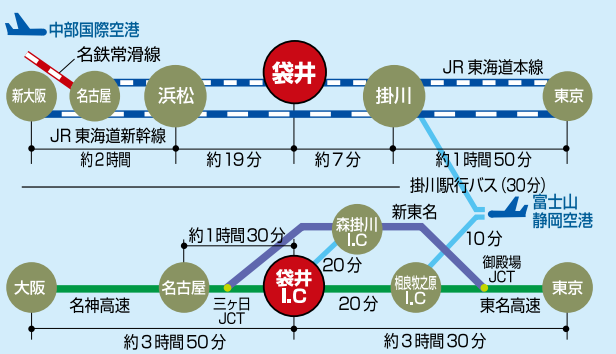 中部国際空港
名鉄常滑線
袋井
JR東海道本線
新大阪
名古屋
浜松
掛川
東京
JR東海道新幹線
約2時間
約19分
約7分
約1時間50分
掛川駅行バス(30分)
富士山
静岡空港
新東名
森掛川
I.C
10分
約1時間30分
20分
御殿場
JCT
大阪
名神高速
名古屋
三ヶ日
JCT
袋井
I.C
20分
相良牧之原
I.C
東名高速
東京
約3時間50分
約3時間30分